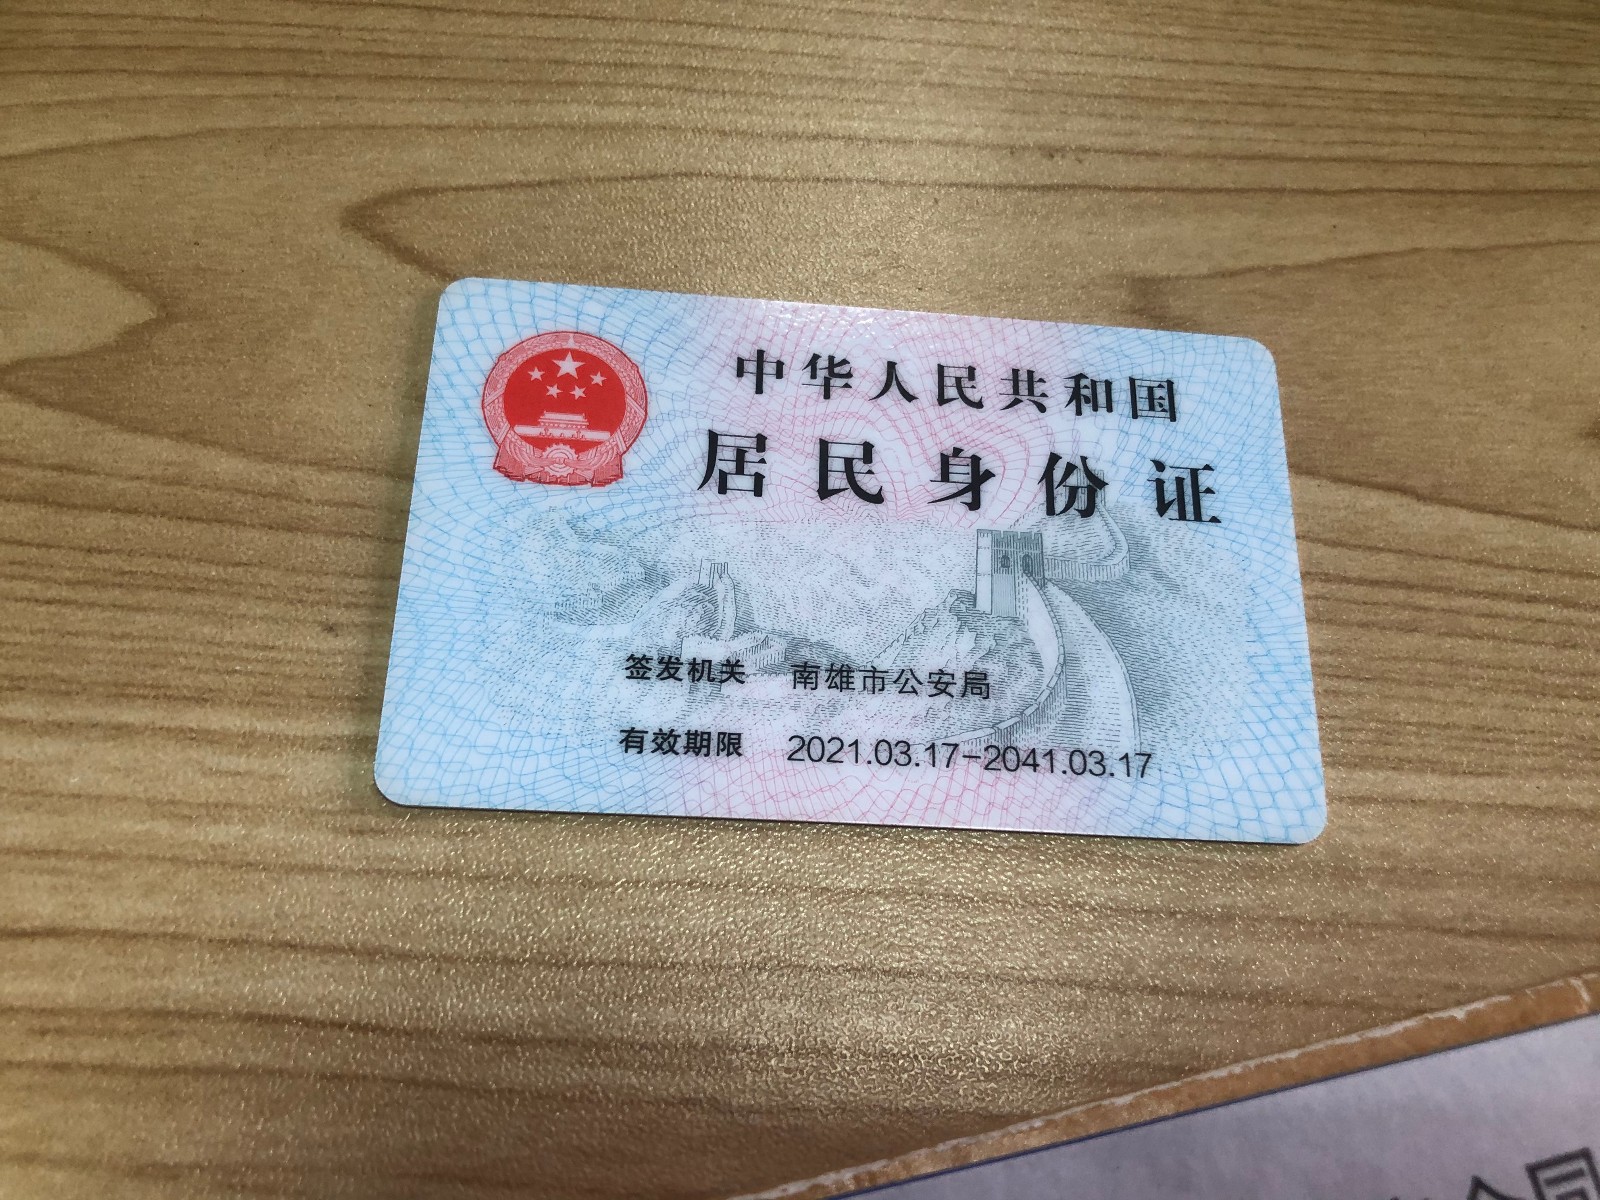 中华人民共和国
居民身份证
签发机关 南雄市公安局
有效期限 2021.03.17-2041.03.17